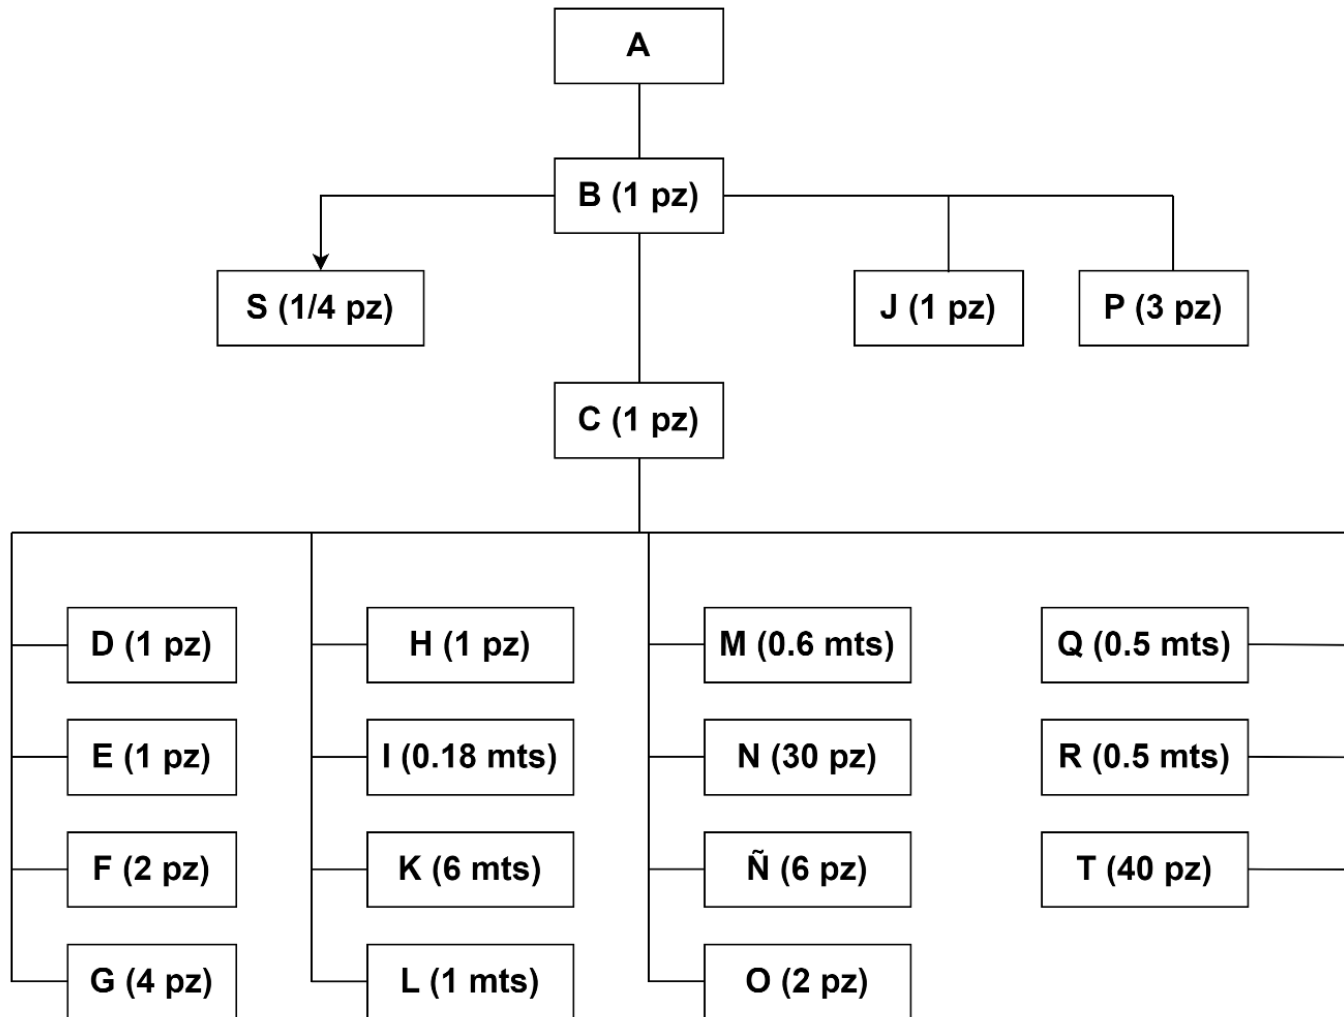 A
B (1 pz)
S (1/4 pz)
J (1 pz)
P (3 pz)
C (1 pz)
D (1 pz)
H (1 pz)
M (0.6 mts)
Q (0.5 mts)
E (1 pz)
I (0.18 mts)
N (30 pz)
R (0.5 mts)
F (2 pz)
K (6 mts)
Ñ (6 pz)
T (40 pz)
G (4 pz)
L (1 mts)
O (2 pz)